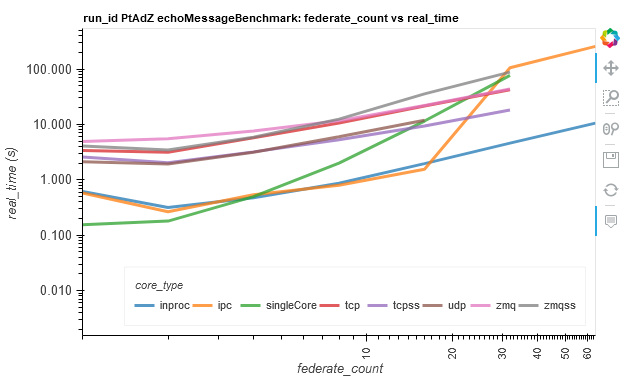 run_id PtAdZ echoMessageBenchmark: federate_count vs real_time
100.000
10.000
1.000
0.100
0.010
real_time (s)
core_type
inproc ipc singleCore tcp tcpss udp zmq zmqss
10 20 30 40 50 60
federate_count